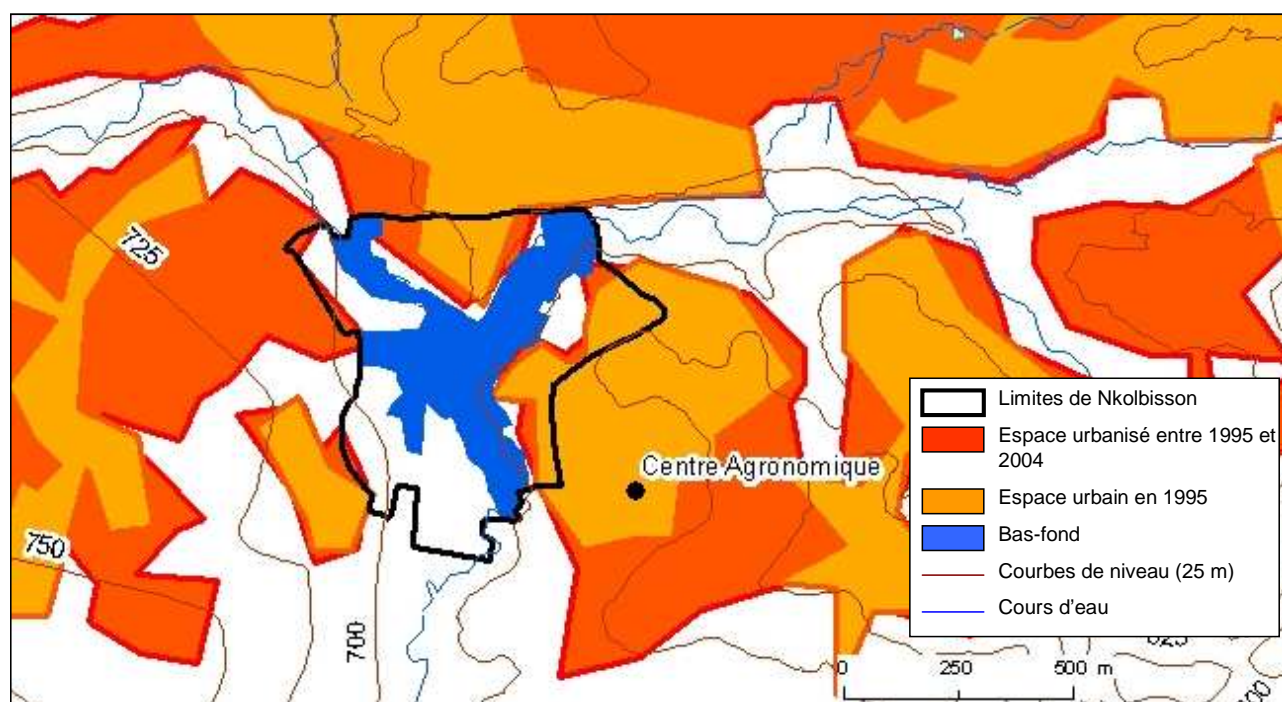 725
Centre Agronomique
750
700
Limites de Nkolbisson
Espace urbanisé entre 1995 et
2004
Espace urbain en 1995
Bas-fond
Courbes de niveau (25 m)
Cours d'eau
0 250 500 m